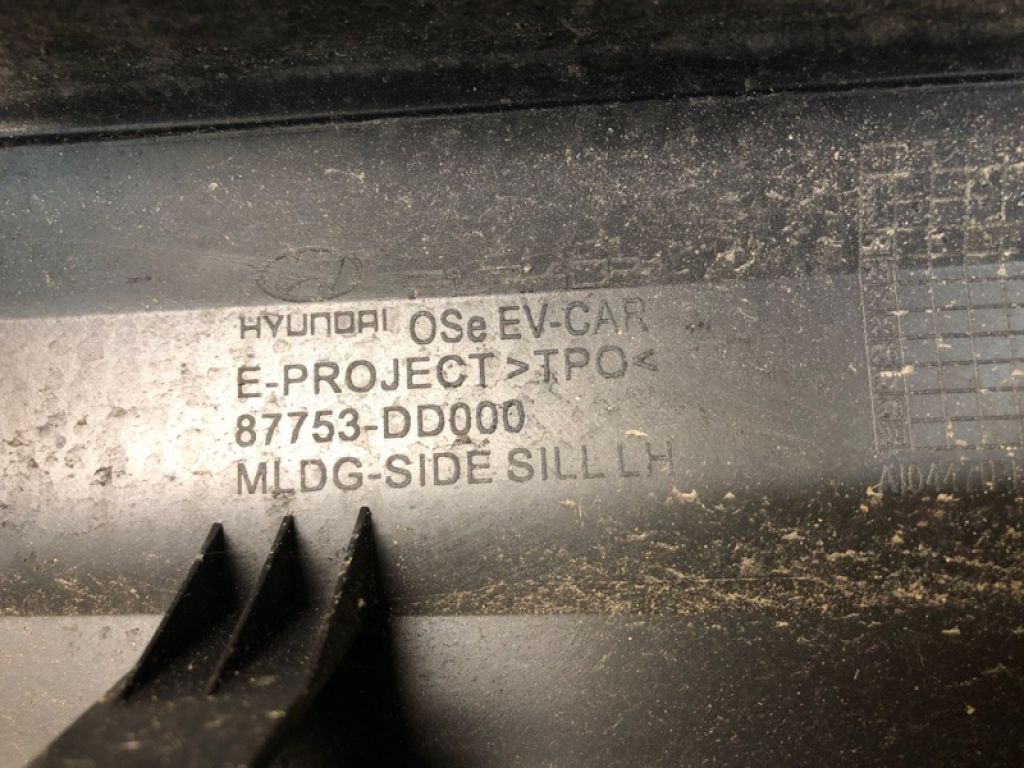 HYUNDAI OSe EV-CAR
E-PROJECT >TPO<
87753-DD000
MLDG-SIDE SILL LH